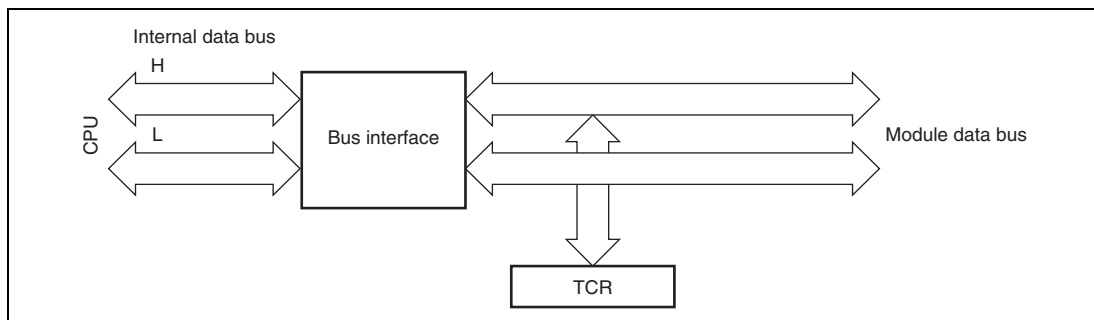 Internal data bus
H
CPU
L
Bus interface
Module data bus
TCR